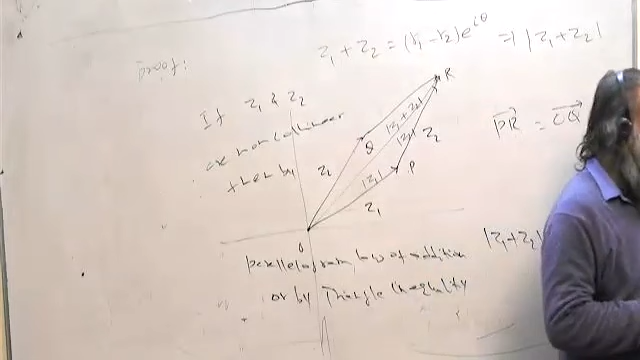 z₁ + z₂ = (r₁ - r₂)e^{iθ} ⇒ |z₁ + z₂|
If z₁ & z₂
are non collinear
then by
R
|z₁ + z₂|
|z₂|
z₂
Q
z₂
|z₁|
P
z₁
O
PR = OQ
parallelogram law of addition |z₁ + z₂|
or by Triangle inequality